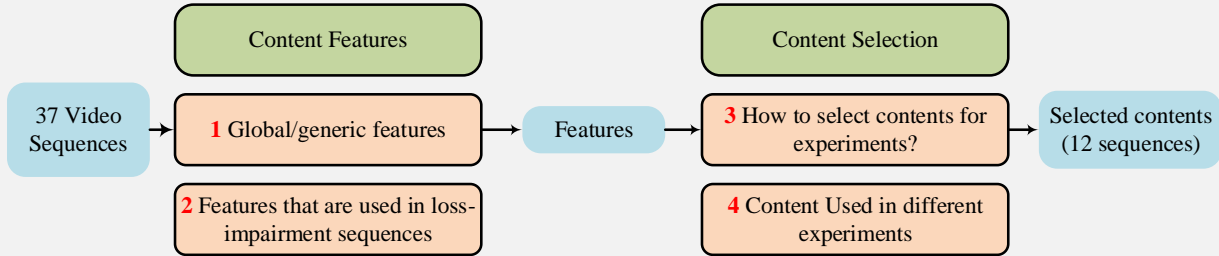 Content Features
Content Selection
37 Video
Sequences
1 Global/generic features
Features
3 How to select contents for
experiments?
Selected contents
(12 sequences)
2 Features that are used in loss-
impairment sequences
4 Content Used in different
experiments